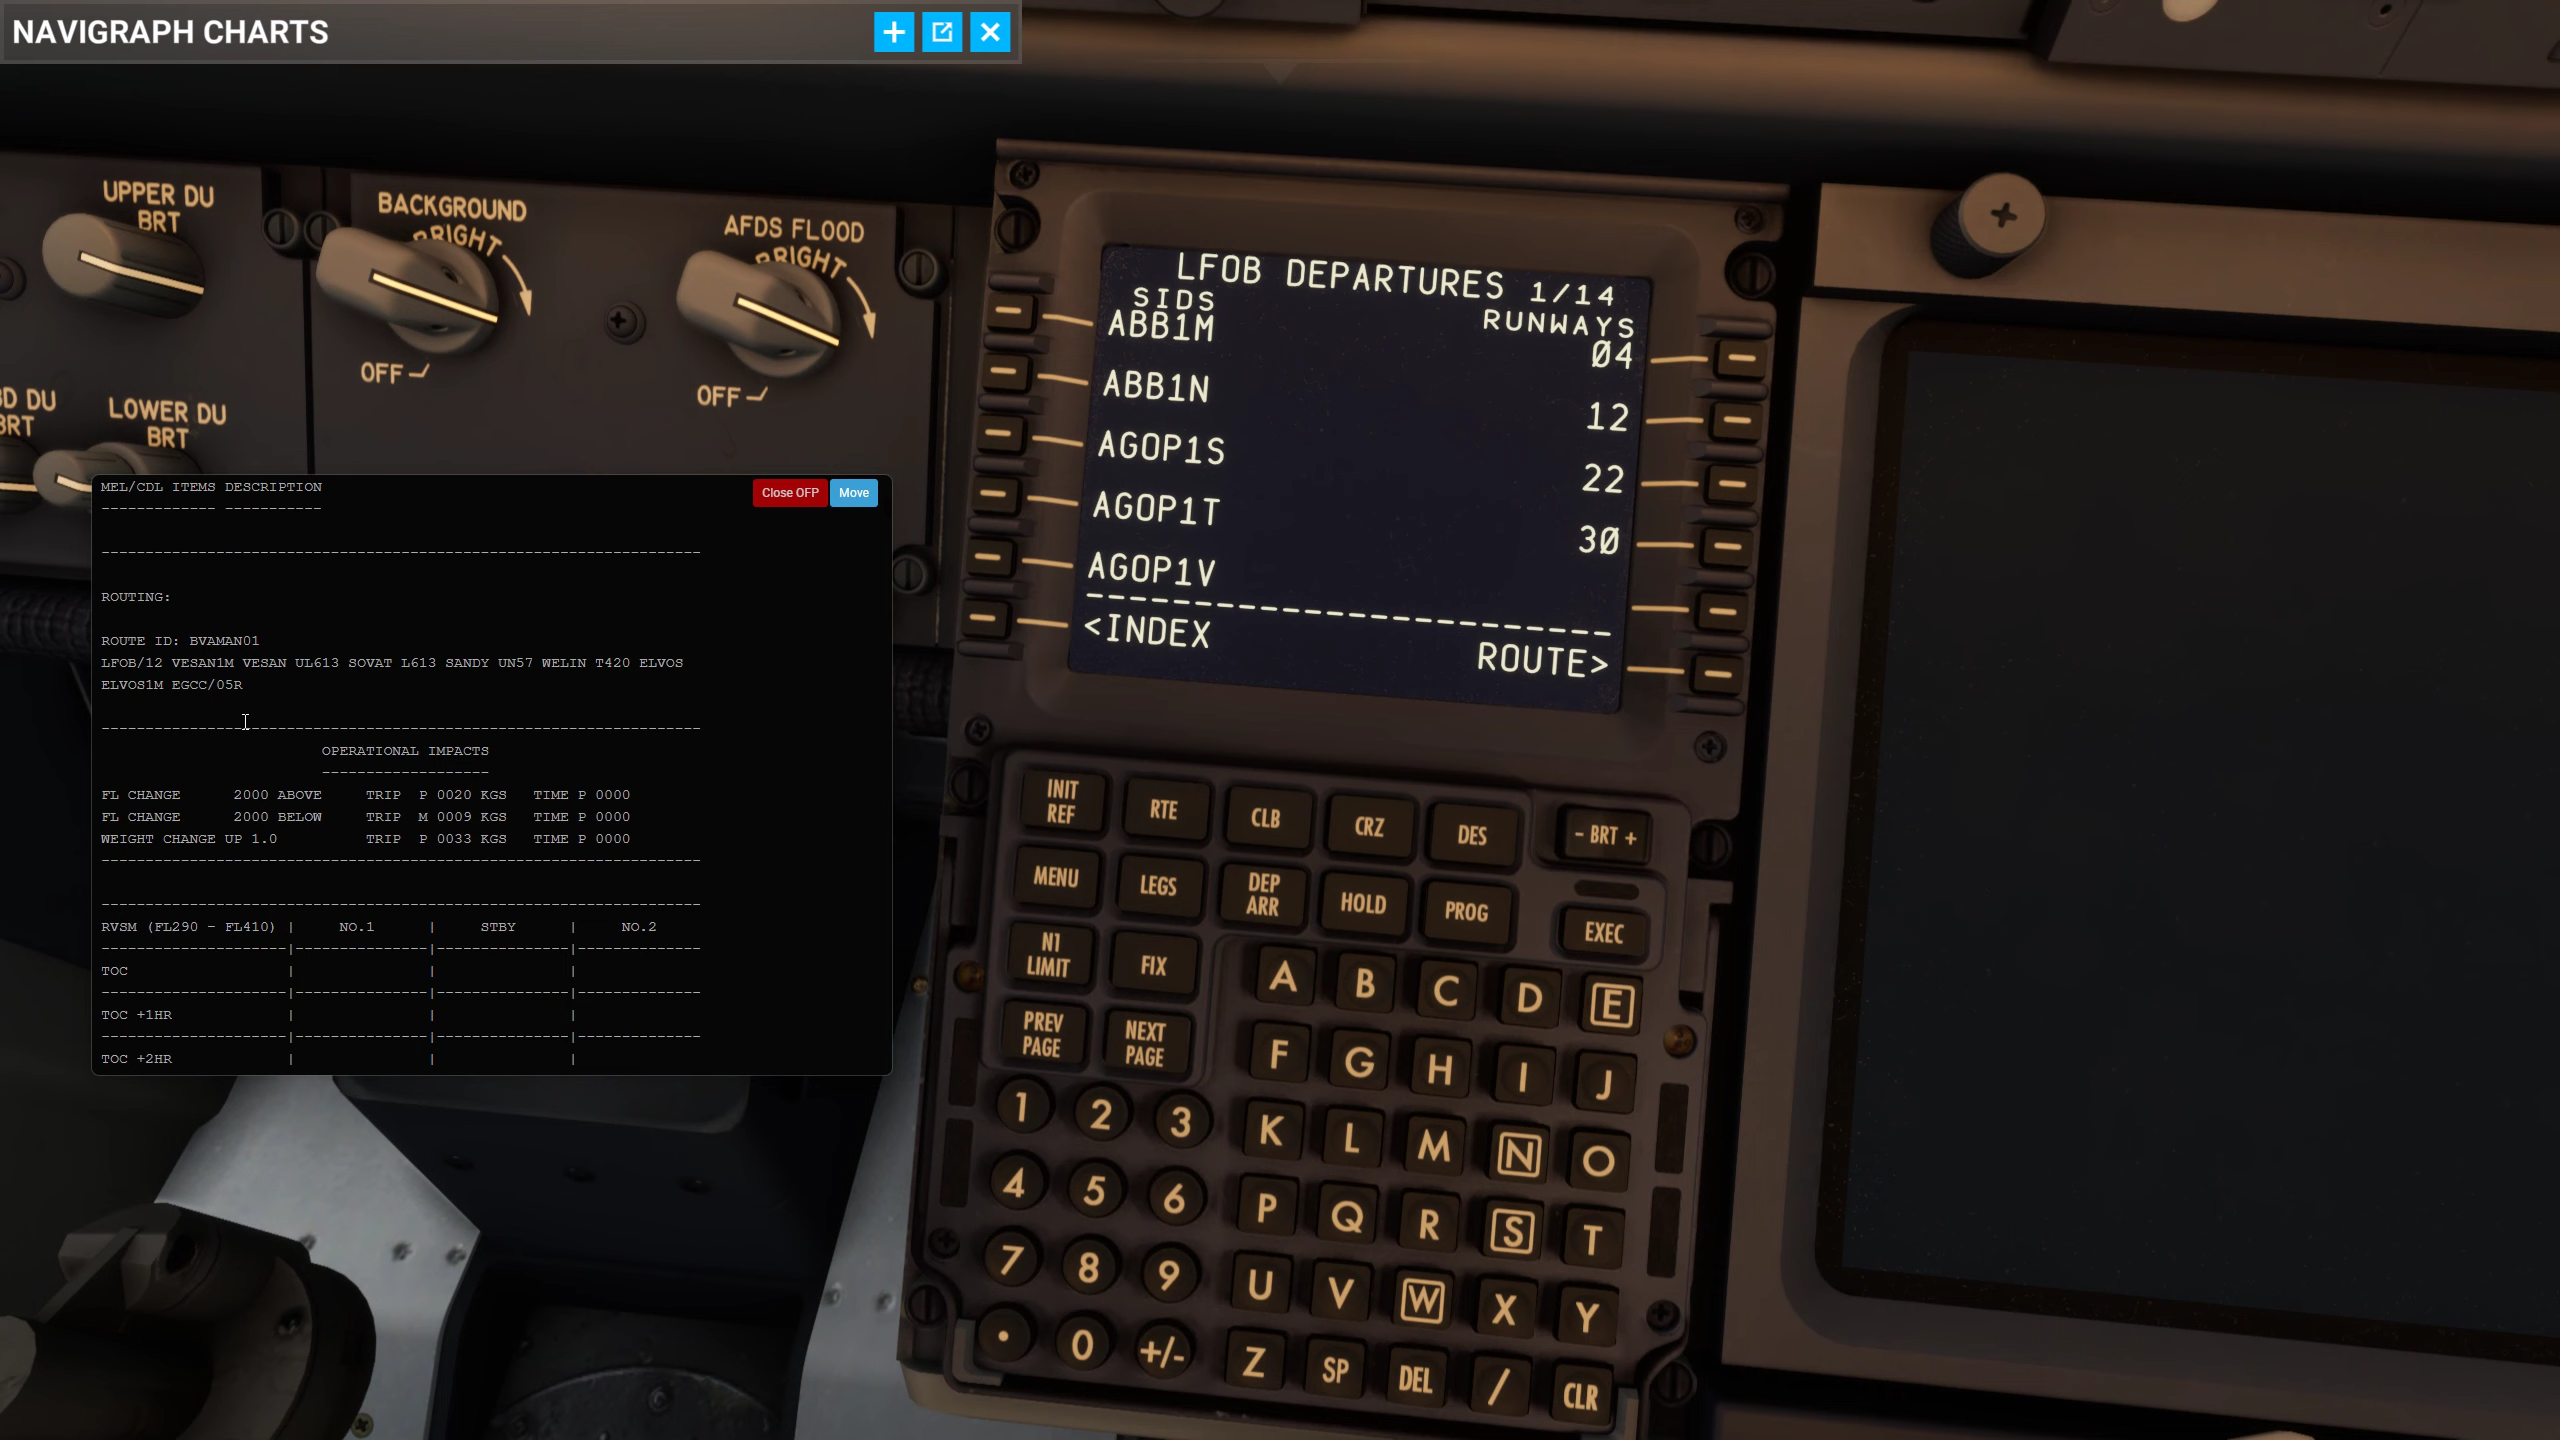 NAVIGRAPH CHARTS
UPPER DU
BRT
BACKGROUND
BRIGHT
OFF
AFDS FLOOD
BRIGHT
OFF
D DU
BRT
LOWER DU
BRT
MEL/CDL ITEMS DESCRIPTION
Close OFP
Move
ROUTING:
ROUTE ID: BVAMAN01
LFOB/12 VESAN1M VESAN UL613 SOVAT L613 SANDY UN57 WELIN T420 ELVOS
ELVOS1M EGCC/05R
OPERATIONAL IMPACTS
FL CHANGE 2000 ABOVE TRIP P 0020 KGS TIME P 0000
FL CHANGE 2000 BELOW TRIP M 0009 KGS TIME P 0000
WEIGHT CHANGE UP 1.0 TRIP P 0033 KGS TIME P 0000
RVSM (FL290 - FL410) | NO.1 | STBY | NO.2
TOC | | |
TOC +1HR | | |
TOC +2HR | | |
LFOB DEPARTURES 1/14
SIDS RUNWAYS
ABB1M 04
ABB1N 12
AGOP1S 22
AGOP1T 30
AGOP1V
<INDEX ROUTE>
INIT REF
RTE
CLB
CRZ
DES
- BRT +
MENU
LEGS
DEP ARR
HOLD
PROG
EXEC
N1 LIMIT
FIX
PREV PAGE
NEXT PAGE
A B C D E
F G H I J
1 2 3 K L M N O
4 5 6 P Q R S T
7 8 9 U V W X Y
. 0 +/- Z SP DEL / CLR